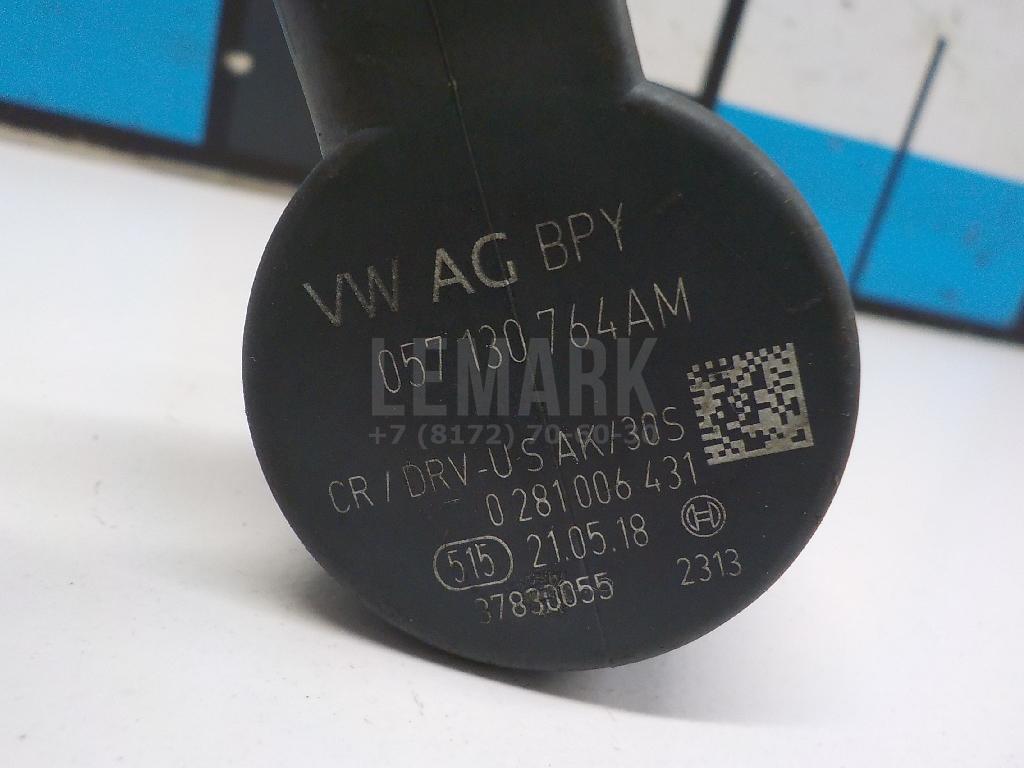 VW AG BPY
057 130 764AM
LEMARK
+7 (8172) 70-60-30
CR / DRV-U-S AK/30S
0 281 006 431
515 21.05.18
37830055 2313